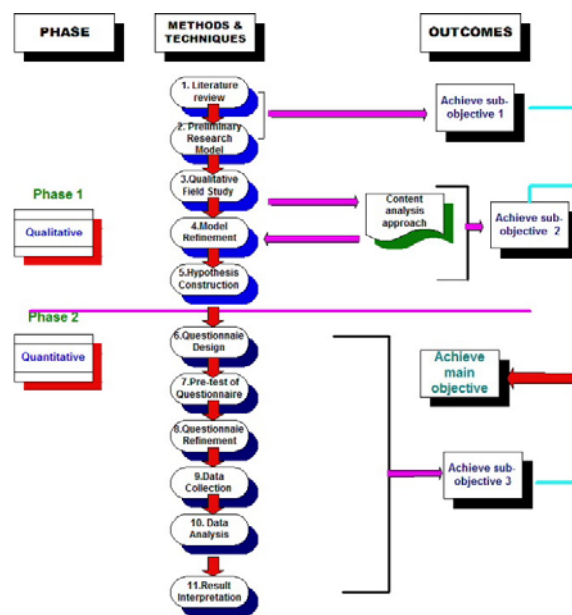 PHASE
METHODS &
TECHNIQUES
OUTCOMES
1. Literature
review
2. Preliminary
Research
Model
Achieve sub-
objective 1
Phase 1
Qualitative
3.Qualitative
Field Study
4.Model
Refinement
5.Hypothesis
Construction
Content
analysis
approach
Achieve sub-
objective 2
Phase 2
Quantitative
6.Questionnaie
Design
7.Pre-test of
Questionnaire
8.Questionnaie
Refinement
9.Data
Collection
10. Data
Analysis
11.Result
Interpretation
Achieve
main
objective
Achieve sub-
objective 3